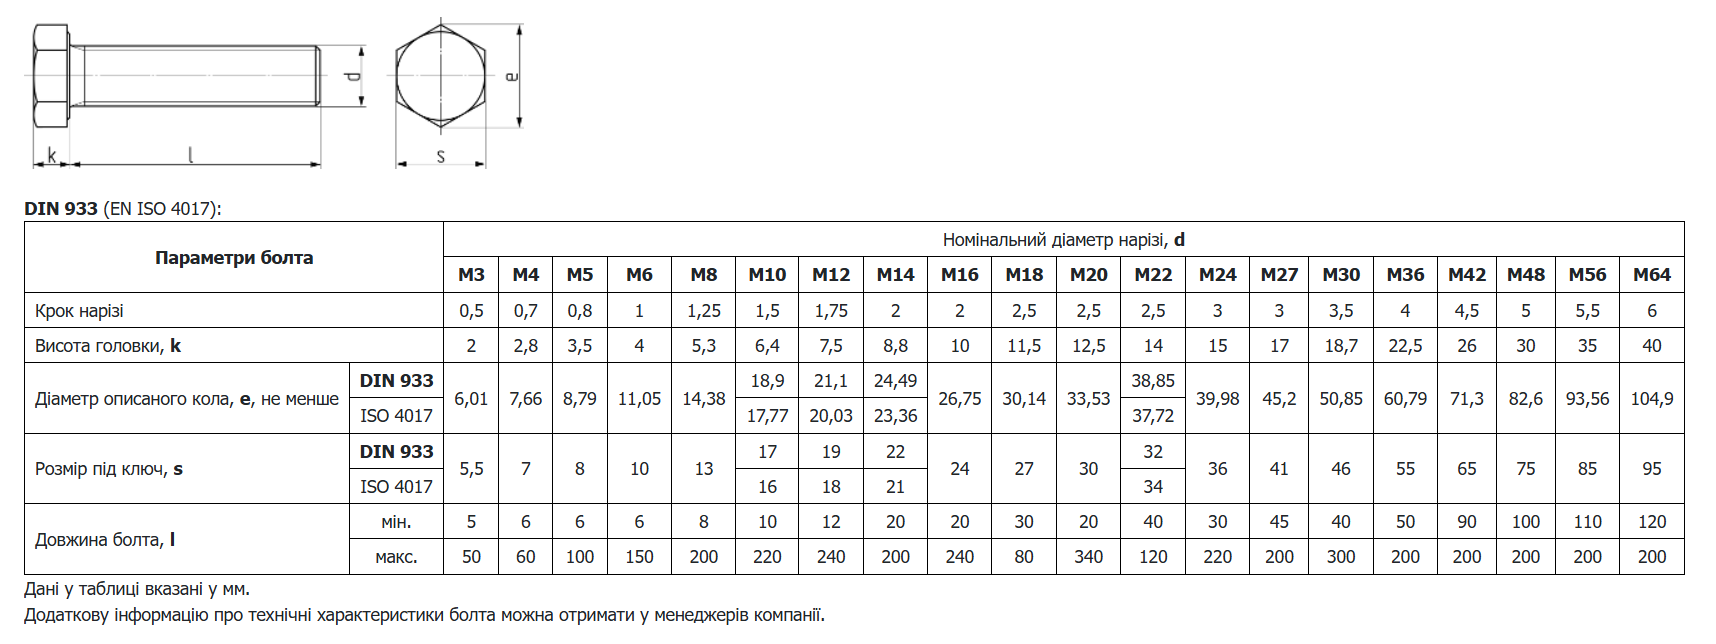 k
l
d
s
e
DIN 933 (EN ISO 4017):
Параметри болта Номінальний діаметр нарізі, d
M3 M4 M5 M6 M8 M10 M12 M14 M16 M18 M20 M22 M24 M27 M30 M36 M42 M48 M56 M64
Крок нарізі 0,5 0,7 0,8 1 1,25 1,5 1,75 2 2 2,5 2,5 2,5 3 3 3,5 4 4,5 5 5,5 6
Висота головки, k 2 2,8 3,5 4 5,3 6,4 7,5 8,8 10 11,5 12,5 14 15 17 18,7 22,5 26 30 35 40
Діаметр описаного кола, e, не менше DIN 933 6,01 7,66 8,79 11,05 14,38 18,9 21,1 24,49 26,75 30,14 33,53 38,85 39,98 45,2 50,85 60,79 71,3 82,6 93,56 104,9
ISO 4017 17,77 20,03 23,36 37,72
Розмір під ключ, s DIN 933 5,5 7 8 10 13 17 19 22 24 27 30 32 36 41 46 55 65 75 85 95
ISO 4017 16 18 21 34
Довжина болта, l мін. 5 6 6 6 8 10 12 20 20 30 20 40 30 45 40 50 90 100 110 120
макс. 50 60 100 150 200 220 240 200 240 80 340 120 220 200 300 200 200 200 200 200
Дані у таблиці вказані у мм.
Додаткову інформацію про технічні характеристики болта можна отримати у менеджерів компанії.